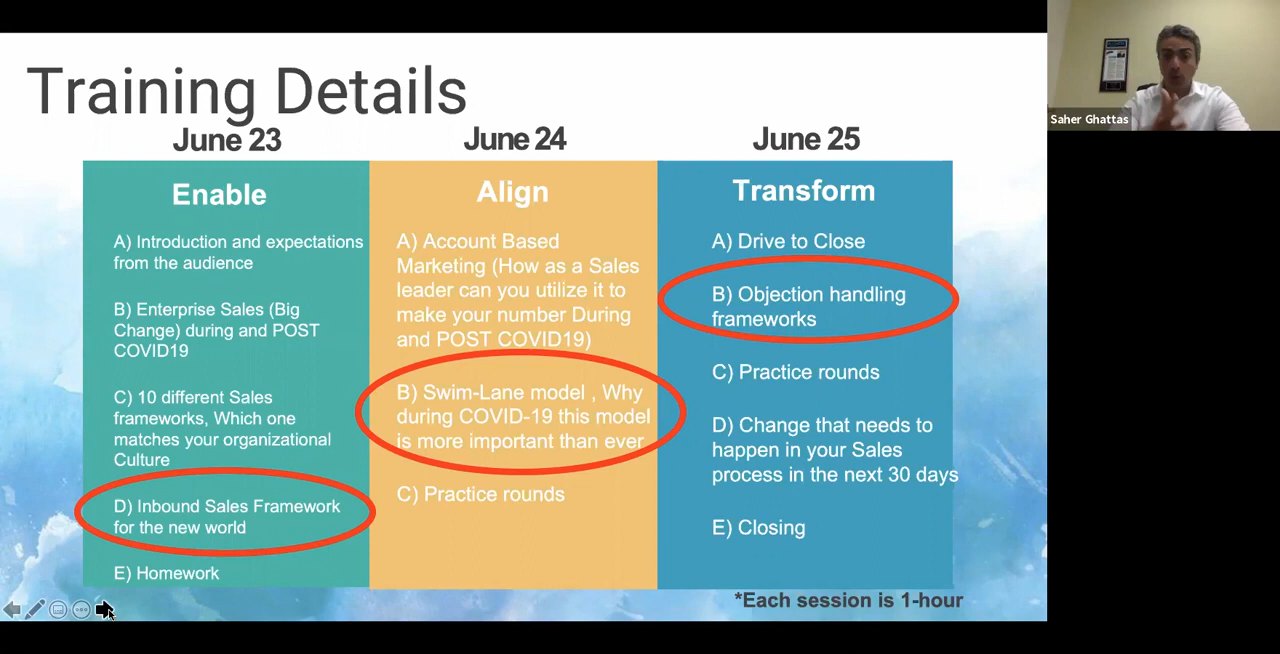 Training Details
June 23
Enable
A) Introduction and expectations
from the audience
B) Enterprise Sales (Big
Change) during and POST
COVID19
C) 10 different Sales
frameworks, Which one
matches your organizational
Culture
D) Inbound Sales Framework
for the new world
E) Homework
June 24
Align
A) Account Based
Marketing (How as a Sales
leader can you utilize it to
make your number During
and POST COVID19)
B) Swim-Lane model , Why
during COVID-19 this model
is more important than ever
C) Practice rounds
June 25
Transform
A) Drive to Close
B) Objection handling
frameworks
C) Practice rounds
D) Change that needs to
happen in your Sales
process in the next 30 days
E) Closing
*Each session is 1-hour
Saher Ghattas